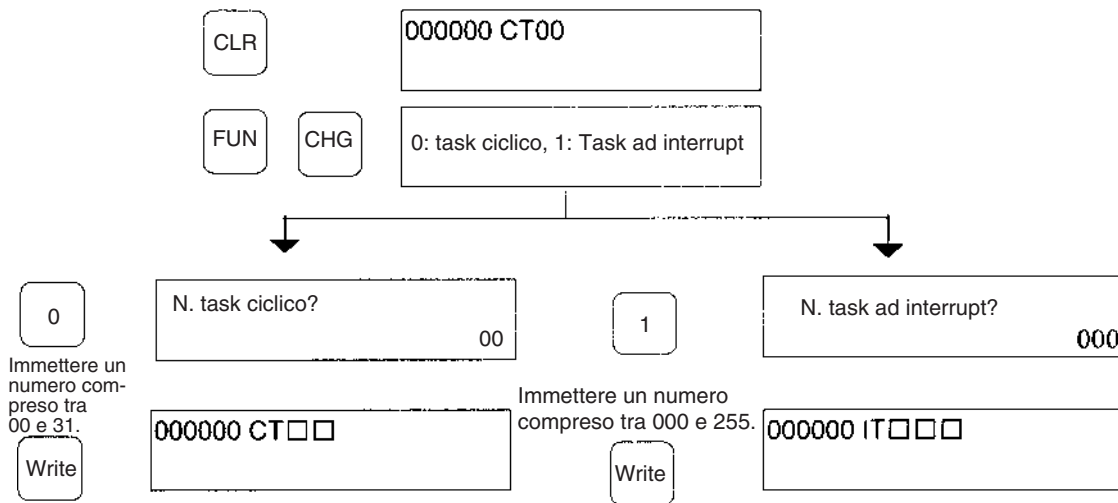 CLR
000000 CT00
FUN
CHG
0: task ciclico, 1: Task ad interrupt
0
N. task ciclico?
00
1
N. task ad interrupt?
000
Immettere un
numero com-
preso tra
00 e 31.
Write
000000 CT□□
Immettere un numero
compreso tra 000 e 255.
Write
000000 IT□□□